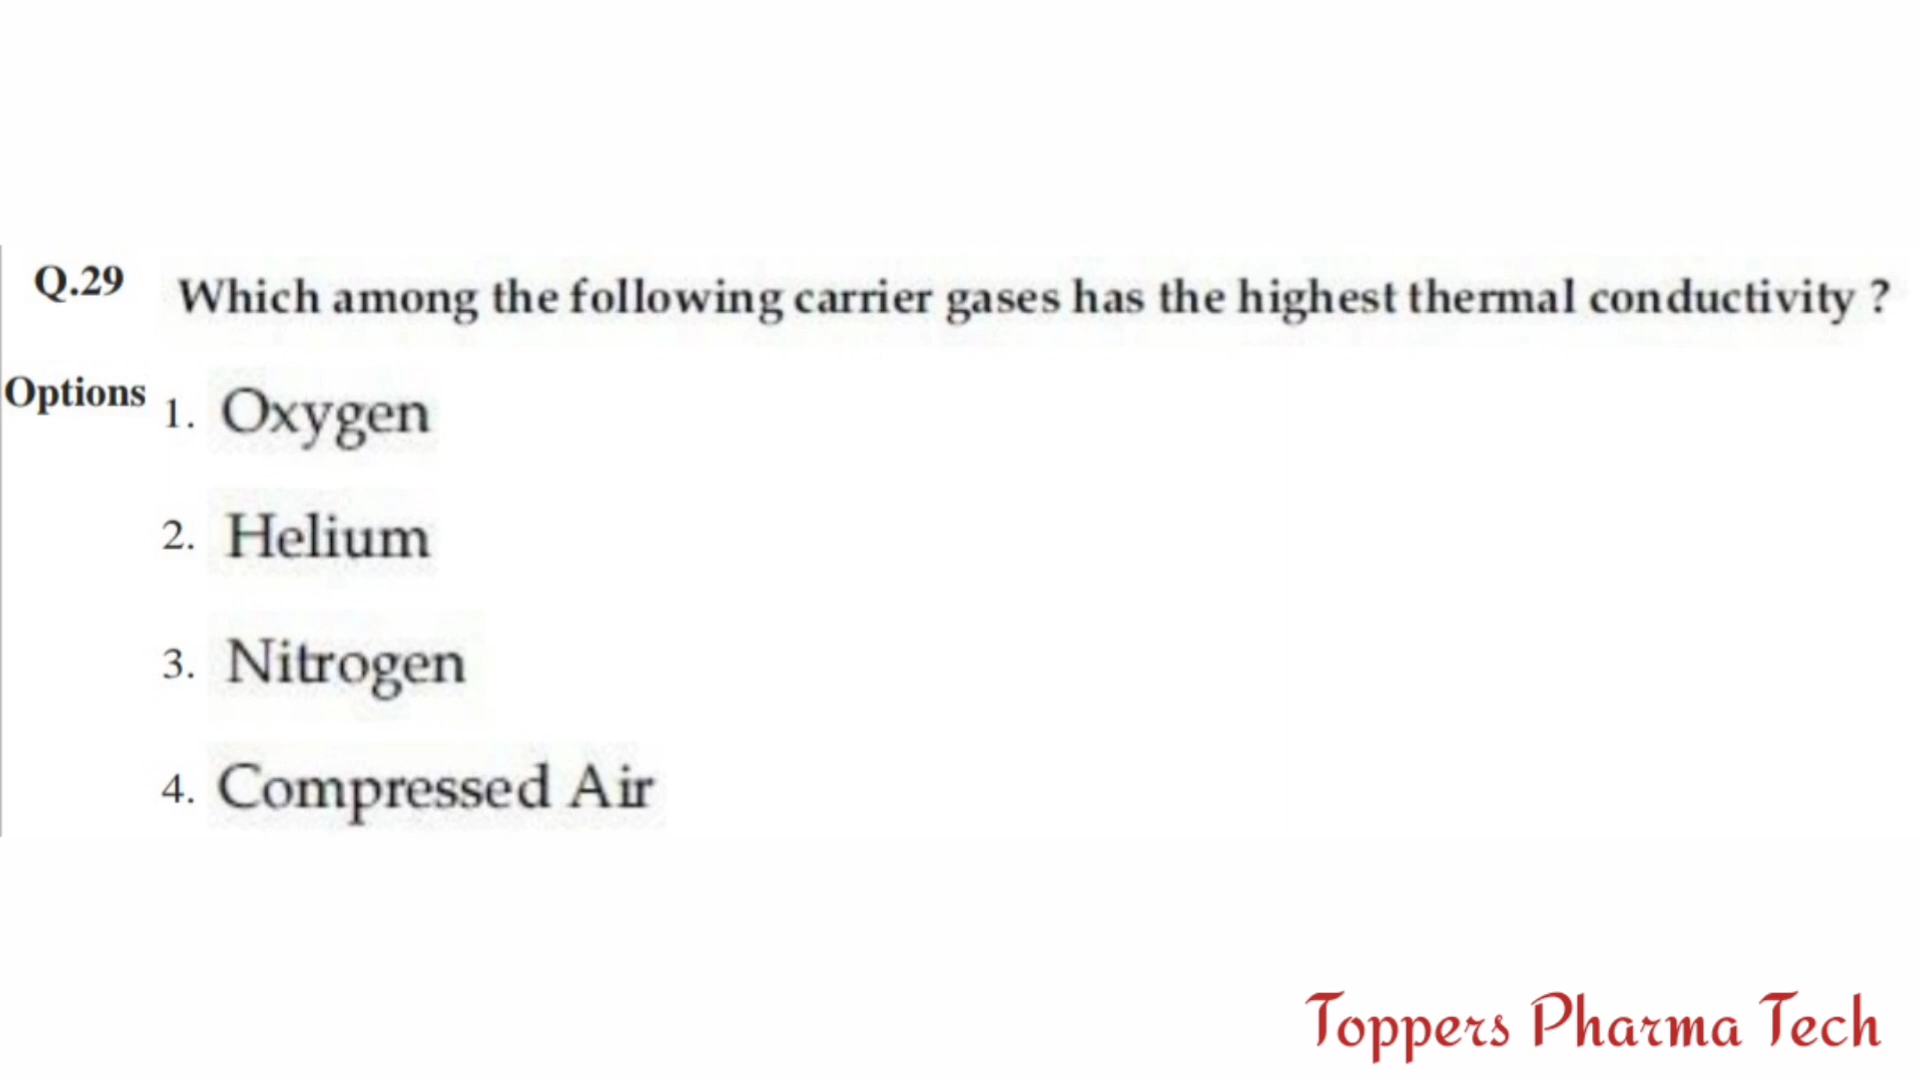 Q.29 Which among the following carrier gases has the highest thermal conductivity ?
Options 1. Oxygen
2. Helium
3. Nitrogen
4. Compressed Air
Toppers Pharma Tech